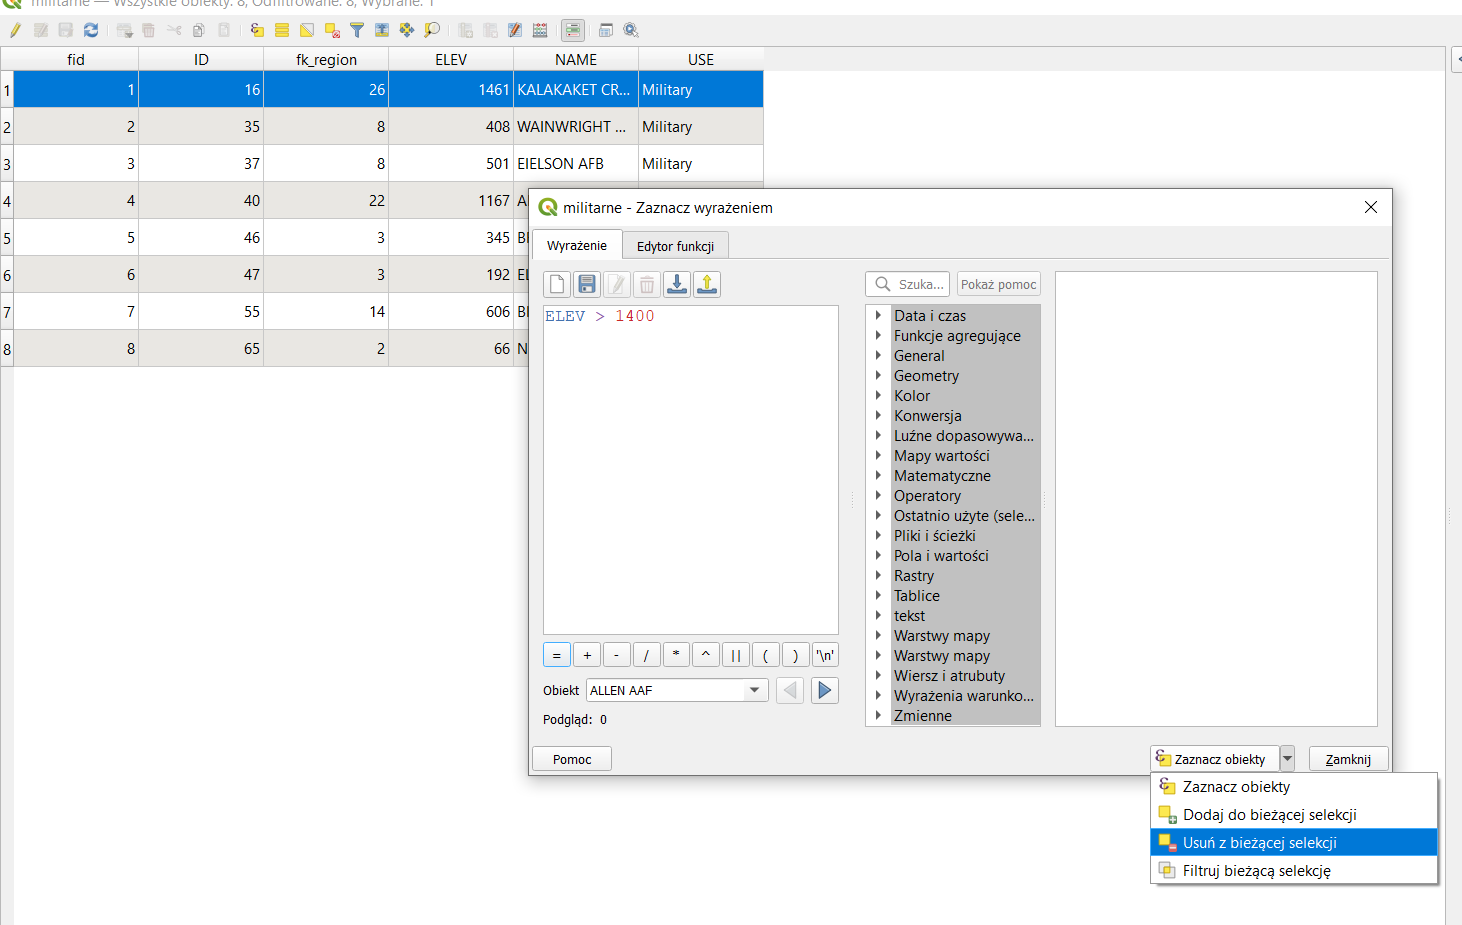 militarne — Wszystkie obiekty: 8, Odfiltrowane: 8, Wybrane: 1
fid ID fk_region ELEV NAME USE
1 1 16 26 1461 KALAKAKET CR... Military
2 2 35 8 408 WAINWRIGHT ... Military
3 3 37 8 501 EIELSON AFB Military
4 4 40 22 1167
5 5 46 3 345
6 6 47 3 192
7 7 55 14 606
8 8 65 2 66 N
militarne - Zaznacz wyrażeniem
Wyrażenie Edytor funkcji
Szuka... Pokaż pomoc
ELEV > 1400
Data i czas
Funkcje agregujące
General
Geometry
Kolor
Konwersja
Luźne dopasowywa...
Mapy wartości
Matematyczne
Operatory
Ostatnio użyte (sele...
Pliki i ścieżki
Pola i wartości
Rastry
Tablice
tekst
Warstwy mapy
Warstwy mapy
Wiersz i atrubuty
Wyrażenia warunko...
Zmienne
= + - / * ^ || ( ) '\n'
Obiekt ALLEN AAF
Podgląd: 0
Pomoc Zaznacz obiekty Zamknij
Zaznacz obiekty
Dodaj do bieżącej selekcji
Usuń z bieżącej selekcji
Filtruj bieżącą selekcję